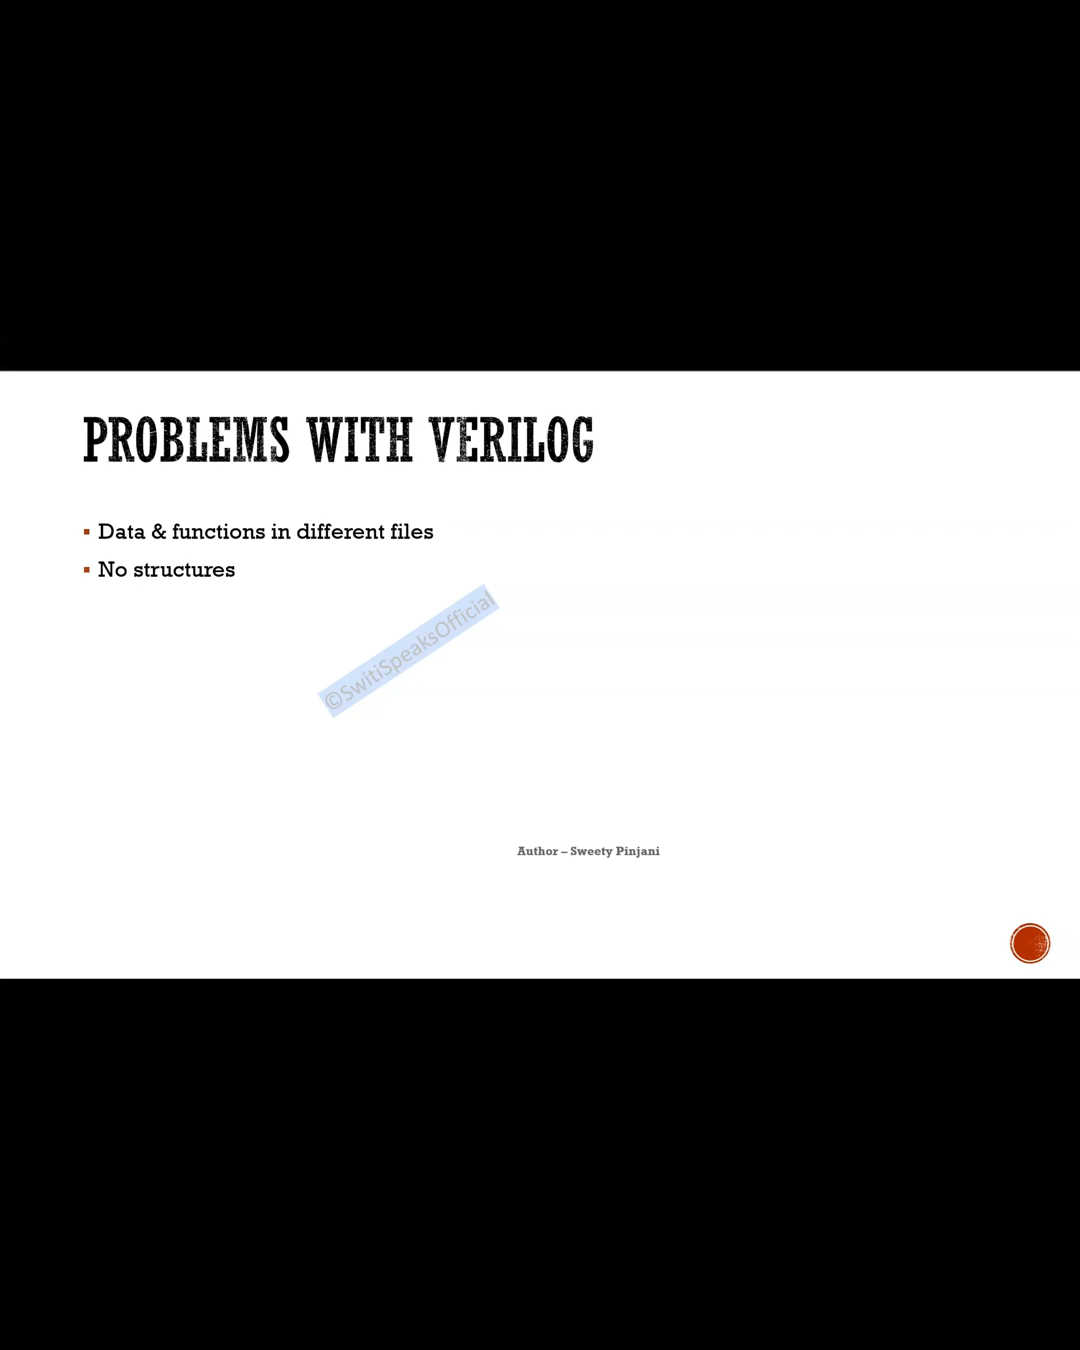 PROBLEMS WITH VERILOG
▪ Data & functions in different files
▪ No structures
©SwitiSpeaksOfficial
Author – Sweety Pinjani